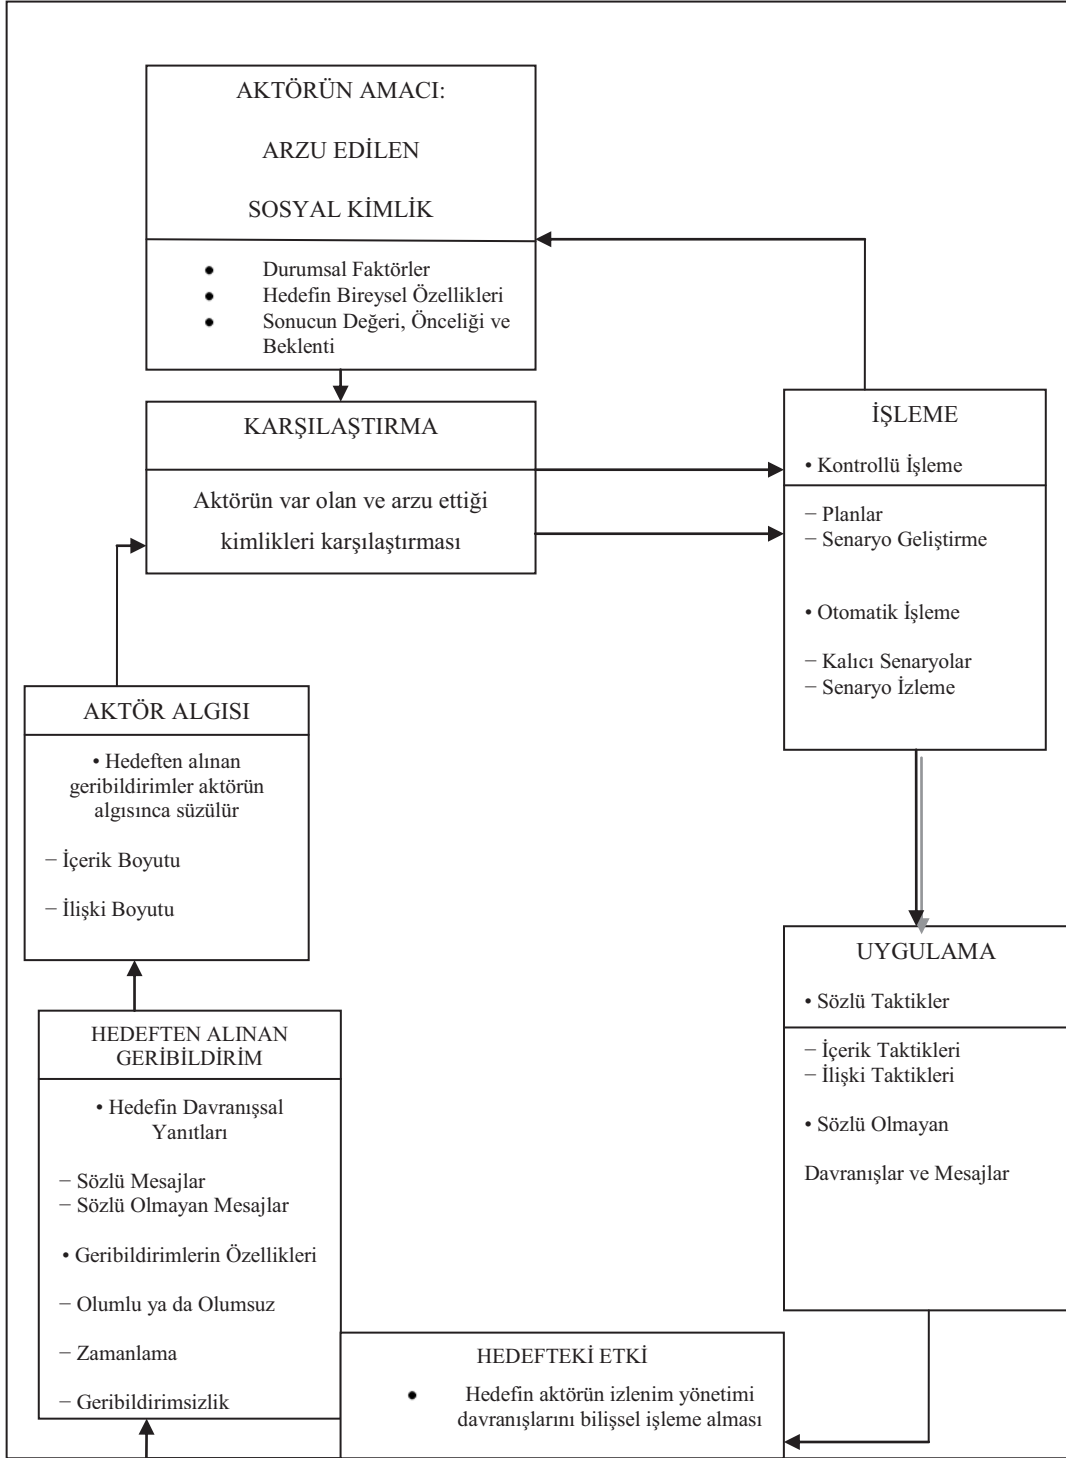 AKTÖRÜN AMACI:
ARZU EDİLEN
SOSYAL KİMLİK
● Durumsal Faktörler
● Hedefin Bireysel Özellikleri
● Sonucun Değeri, Önceliği ve
Beklenti
KARŞILAŞTIRMA
Aktörün var olan ve arzu ettiği
kimlikleri karşılaştırması
İŞLEME
• Kontrollü İşleme
− Planlar
− Senaryo Geliştirme
• Otomatik İşleme
− Kalıcı Senaryolar
− Senaryo İzleme
AKTÖR ALGISI
• Hedeften alınan
geribildirimler aktörün
algısınca süzülür
− İçerik Boyutu
− İlişki Boyutu
UYGULAMA
• Sözlü Taktikler
− İçerik Taktikleri
− İlişki Taktikleri
• Sözlü Olmayan
Davranışlar ve Mesajlar
HEDEFTEN ALINAN
GERİBİLDİRİM
• Hedefin Davranışsal
Yanıtları
− Sözlü Mesajlar
− Sözlü Olmayan Mesajlar
• Geribildirimlerin Özellikleri
− Olumlu ya da Olumsuz
− Zamanlama
− Geribildirimsizlik
HEDEFTEKİ ETKİ
● Hedefin aktörün izlenim yönetimi
davranışlarını bilişsel işleme alması